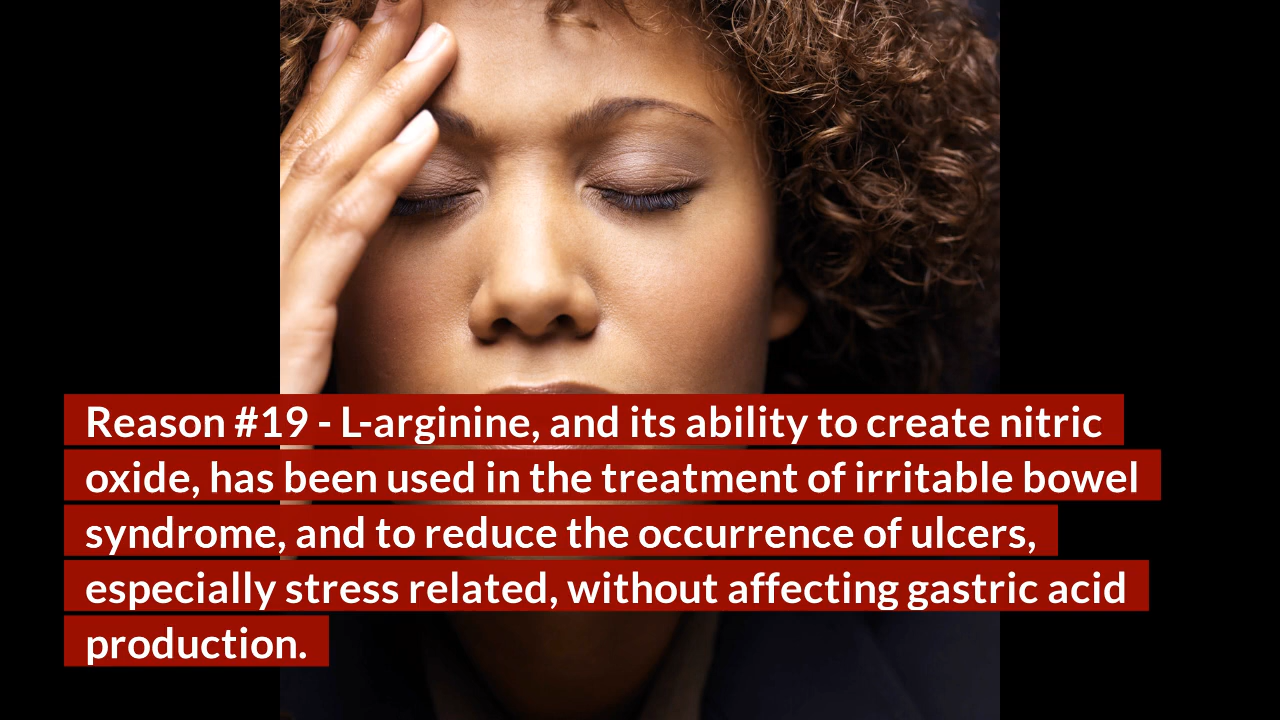 Reason #19 - L-arginine, and its ability to create nitric
oxide, has been used in the treatment of irritable bowel
syndrome, and to reduce the occurrence of ulcers,
especially stress related, without affecting gastric acid
production.